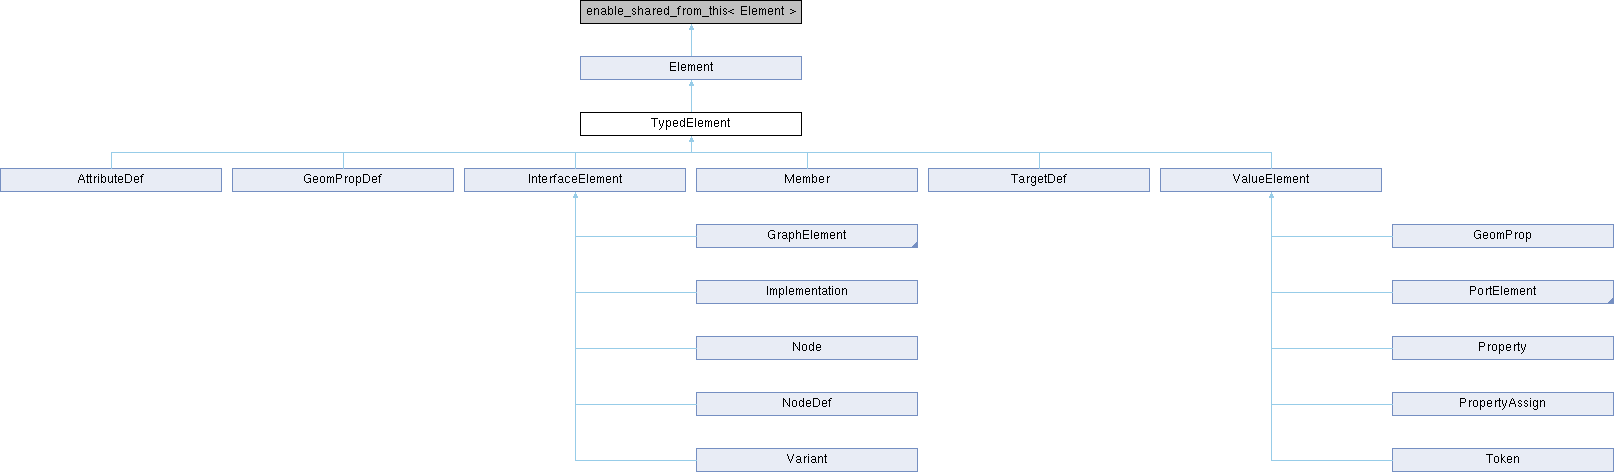 enable_shared_from_this< Element >
Element
TypedElement
AttributeDef
GeomPropDef
InterfaceElement
Member
TargetDef
ValueElement
GraphElement
GeomProp
Implementation
PortElement
Node
Property
NodeDef
PropertyAssign
Variant
Token